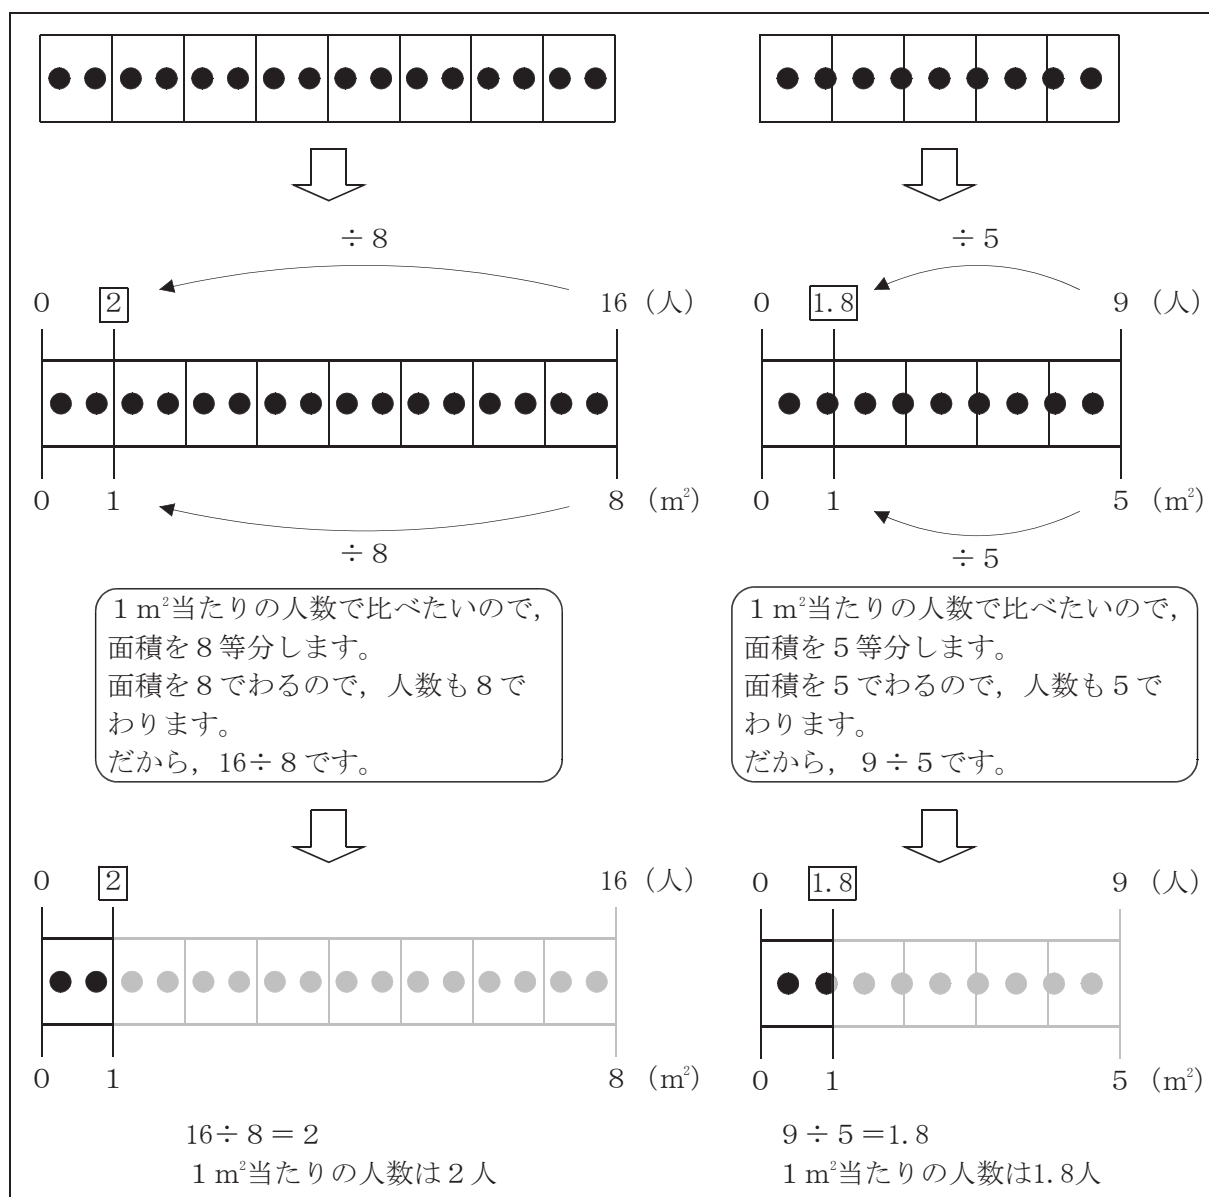 ÷8
0 2 16 (人)
0 1 8 (m²)
÷8
1m²当たりの人数で比べたいので,
面積を8等分します。
面積を8でわるので, 人数も8で
わります。
だから, 16÷8です。
0 2 16 (人)
0 1 8 (m²)
16÷8=2
1m²当たりの人数は2人
÷5
0 1.8 9 (人)
0 1 5 (m²)
÷5
1m²当たりの人数で比べたいので,
面積を5等分します。
面積を5でわるので, 人数も5で
わります。
だから, 9÷5です。
0 1.8 9 (人)
0 1 5 (m²)
9÷5=1.8
1m²当たりの人数は1.8人